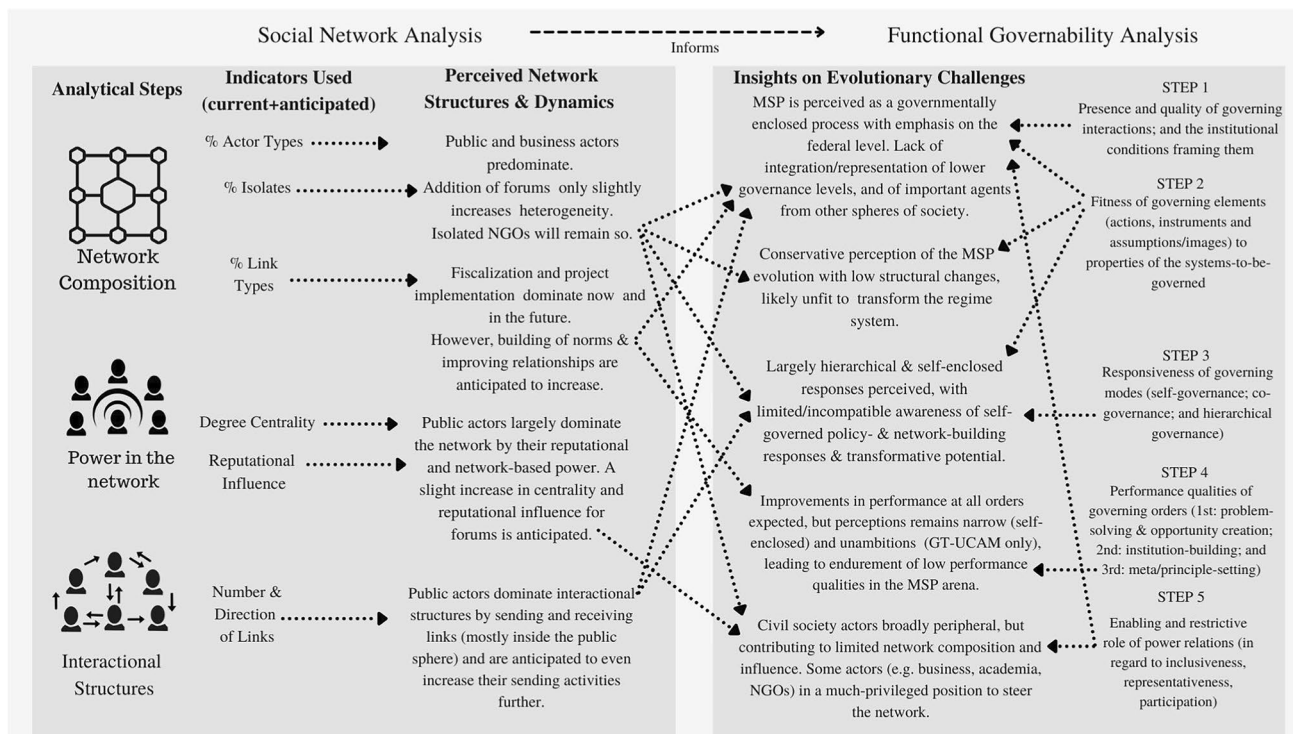 Social Network Analysis
Informs
Functional Governability Analysis
Analytical Steps
Indicators Used
(current+anticipated)
Perceived Network
Structures & Dynamics
Network
Composition
Power in the
network
Interactional
Structures
% Actor Types
% Isolates
% Link
Types
Degree Centrality
Reputational
Influence
Number &
Direction
of Links
Public and business actors
predominate.
Addition of forums only slightly
increases heterogeneity.
Isolated NGOs will remain so.
Fiscalization and project
implementation dominate now and
in the future.
However, building of norms &
improving relationships are
anticipated to increase.
Public actors largely dominate
the network by their reputational
and network-based power. A
slight increase in centrality and
reputational influence for
forums is anticipated.
Public actors dominate interactional
structures by sending and receiving
links (mostly inside the public
sphere) and are anticipated to even
increase their sending activities
further.
Insights on Evolutionary Challenges
MSP is perceived as a governmentally
enclosed process with emphasis on the
federal level. Lack of
integration/representation of lower
governance levels, and of important agents
from other spheres of society.
Conservative perception of the MSP
evolution with low structural changes,
likely unfit to transform the regime
system.
Largely hierarchical & self-enclosed
responses perceived, with
limited/incompatible awareness of self-
governed policy- & network-building
responses & transformative potential.
Improvements in performance at all orders
expected, but perceptions remains narrow (self-
enclosed) and unambitions (GT-UCAM only),
leading to endurement of low performance
qualities in the MSP arena.
Civil society actors broadly peripheral, but
contributing to limited network composition and
influence. Some actors (e.g. business, academia,
NGOs) in a much-privileged position to steer
the network.
STEP 1
Presence and quality of governing
interactions; and the institutional
conditions framing them
STEP 2
Fitness of governing elements
(actions, instruments and
assumptions/images) to
properties of the systems-to-be-
governed
STEP 3
Responsiveness of governing
modes (self-governance; co-
governance; and hierarchical
governance)
STEP 4
Performance qualities of
governing orders (1st: problem-
solving & opportunity creation;
2nd: institution-building; and
3rd: meta/principle-setting)
STEP 5
Enabling and restrictive
role of power relations (in
regard to inclusiveness,
representativeness,
participation)